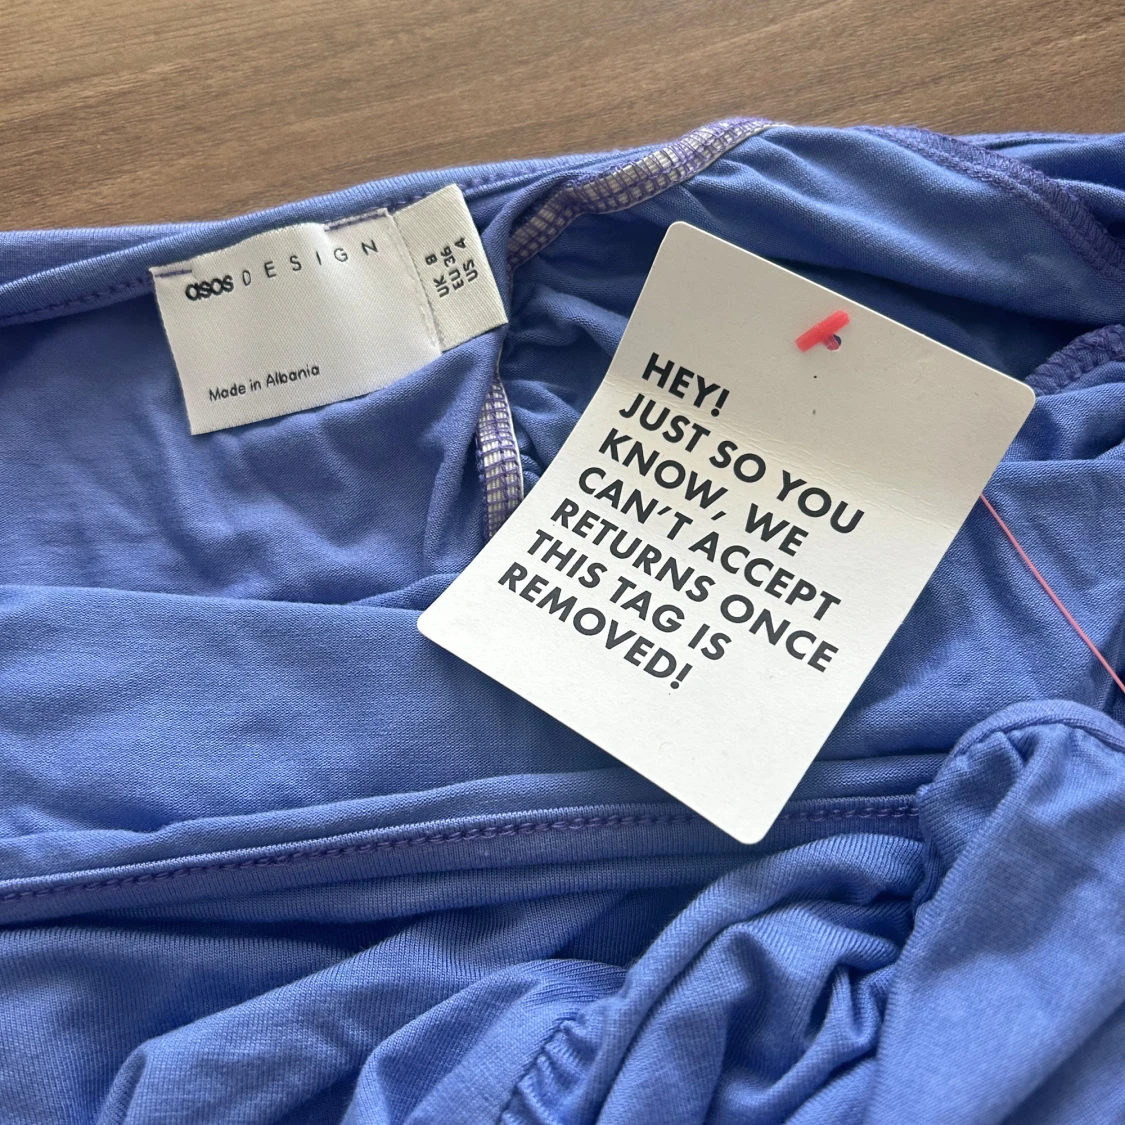 asos DESIGN
Made in Albania
UK 8
EU 36
US 4
HEY!
JUST SO YOU
KNOW, WE
CAN'T ACCEPT
RETURNS ONCE
THIS TAG IS
REMOVED!